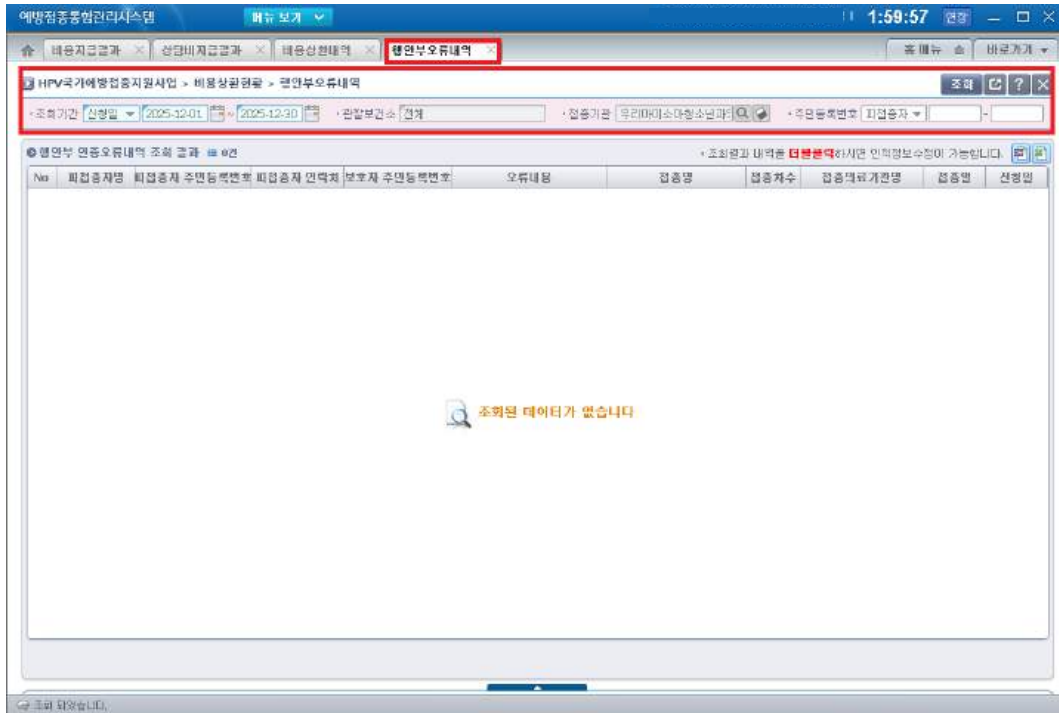 예방접종통합관리시스템 메뉴 보기 1:59:57 연장
비용지급결과 상담비지급결과 비용상환내역 행안부오류내역 홈메뉴 바로가기
HPV국가예방접종지원사업 > 비용상환현황 > 행안부오류내역 조회
조회기간 신청일 2025-12-01 ~ 2025-12-30 관할보건소 전체 접종기관 주민등록번호 피접종자 -
행안부 인증오류내역 조회 결과 0건 조회결과 내역을 더블클릭하시면 인적정보수정이 가능합니다.
No 피접종자명 피접종자 주민등록번호 피접종자 연락처 보호자 주민등록번호 오류내용 접종명 접종차수 접종의료기관명 접종일 신청일
조회된 데이터가 없습니다
조회 되었습니다.